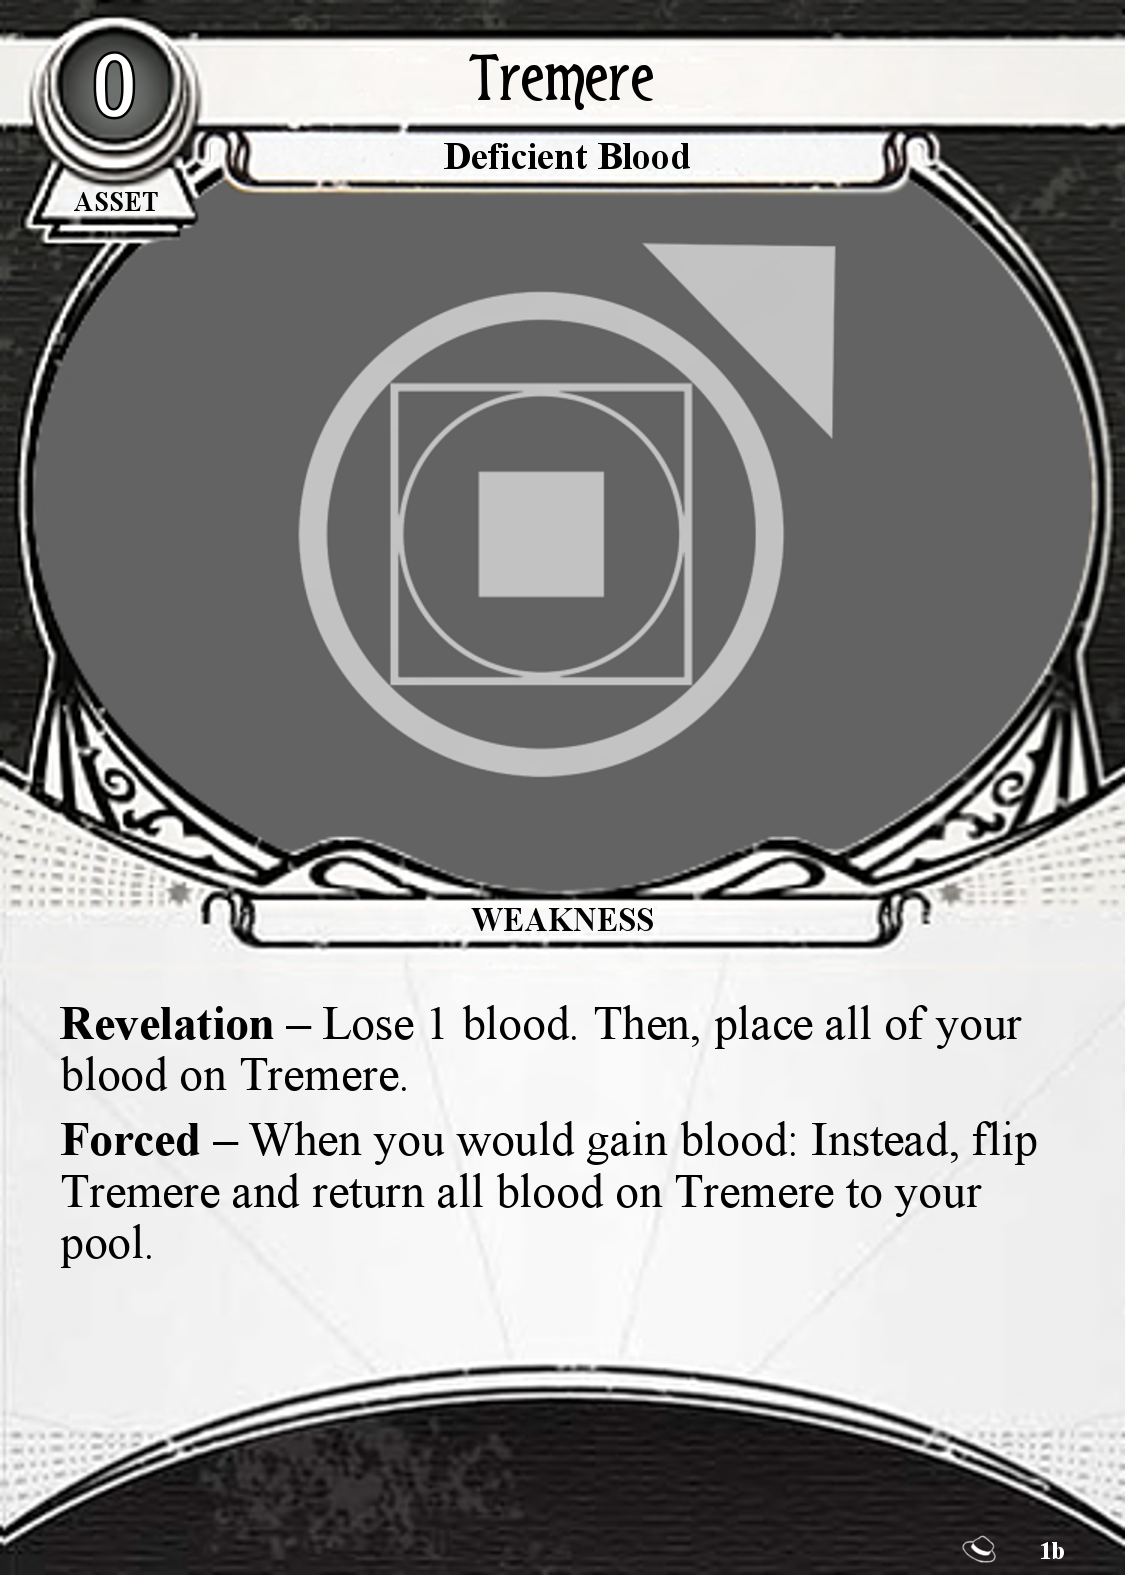 0
Tremere
Deficient Blood
ASSET
WEAKNESS
Revelation – Lose 1 blood. Then, place all of your
blood on Tremere.
Forced – When you would gain blood: Instead, flip
Tremere and return all blood on Tremere to your
pool.
1b